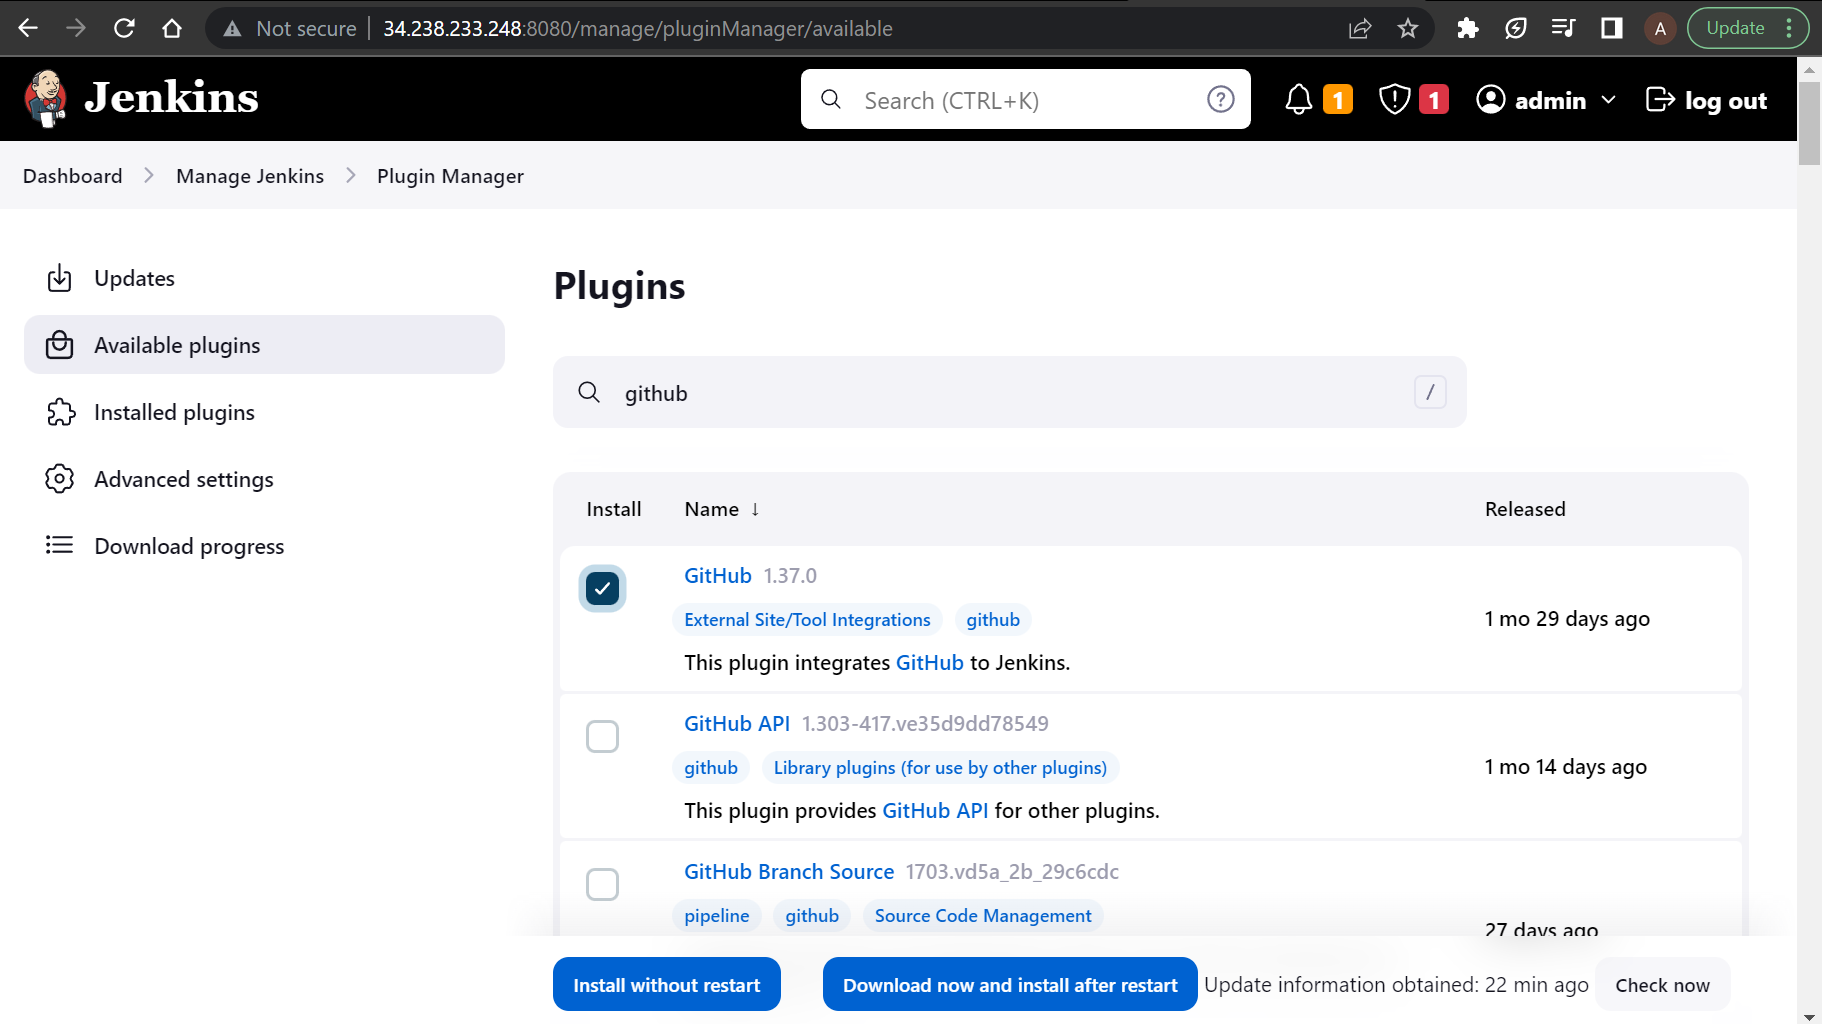 Not secure
34.238.233.248:8080/manage/pluginManager/available
A
Update
Jenkins
Search (CTRL+K)
?
1
1
admin
log out
Dashboard
Manage Jenkins
Plugin Manager
Updates
Available plugins
Installed plugins
Advanced settings
Download progress
Plugins
github
/
Install Name ↓ Released
GitHub 1.37.0
External Site/Tool Integrations github
1 mo 29 days ago
This plugin integrates GitHub to Jenkins.
GitHub API 1.303-417.ve35d9dd78549
github Library plugins (for use by other plugins)
1 mo 14 days ago
This plugin provides GitHub API for other plugins.
GitHub Branch Source 1703.vd5a_2b_29c6cdc
pipeline github Source Code Management
27 days ago
Install without restart
Download now and install after restart
Update information obtained: 22 min ago
Check now